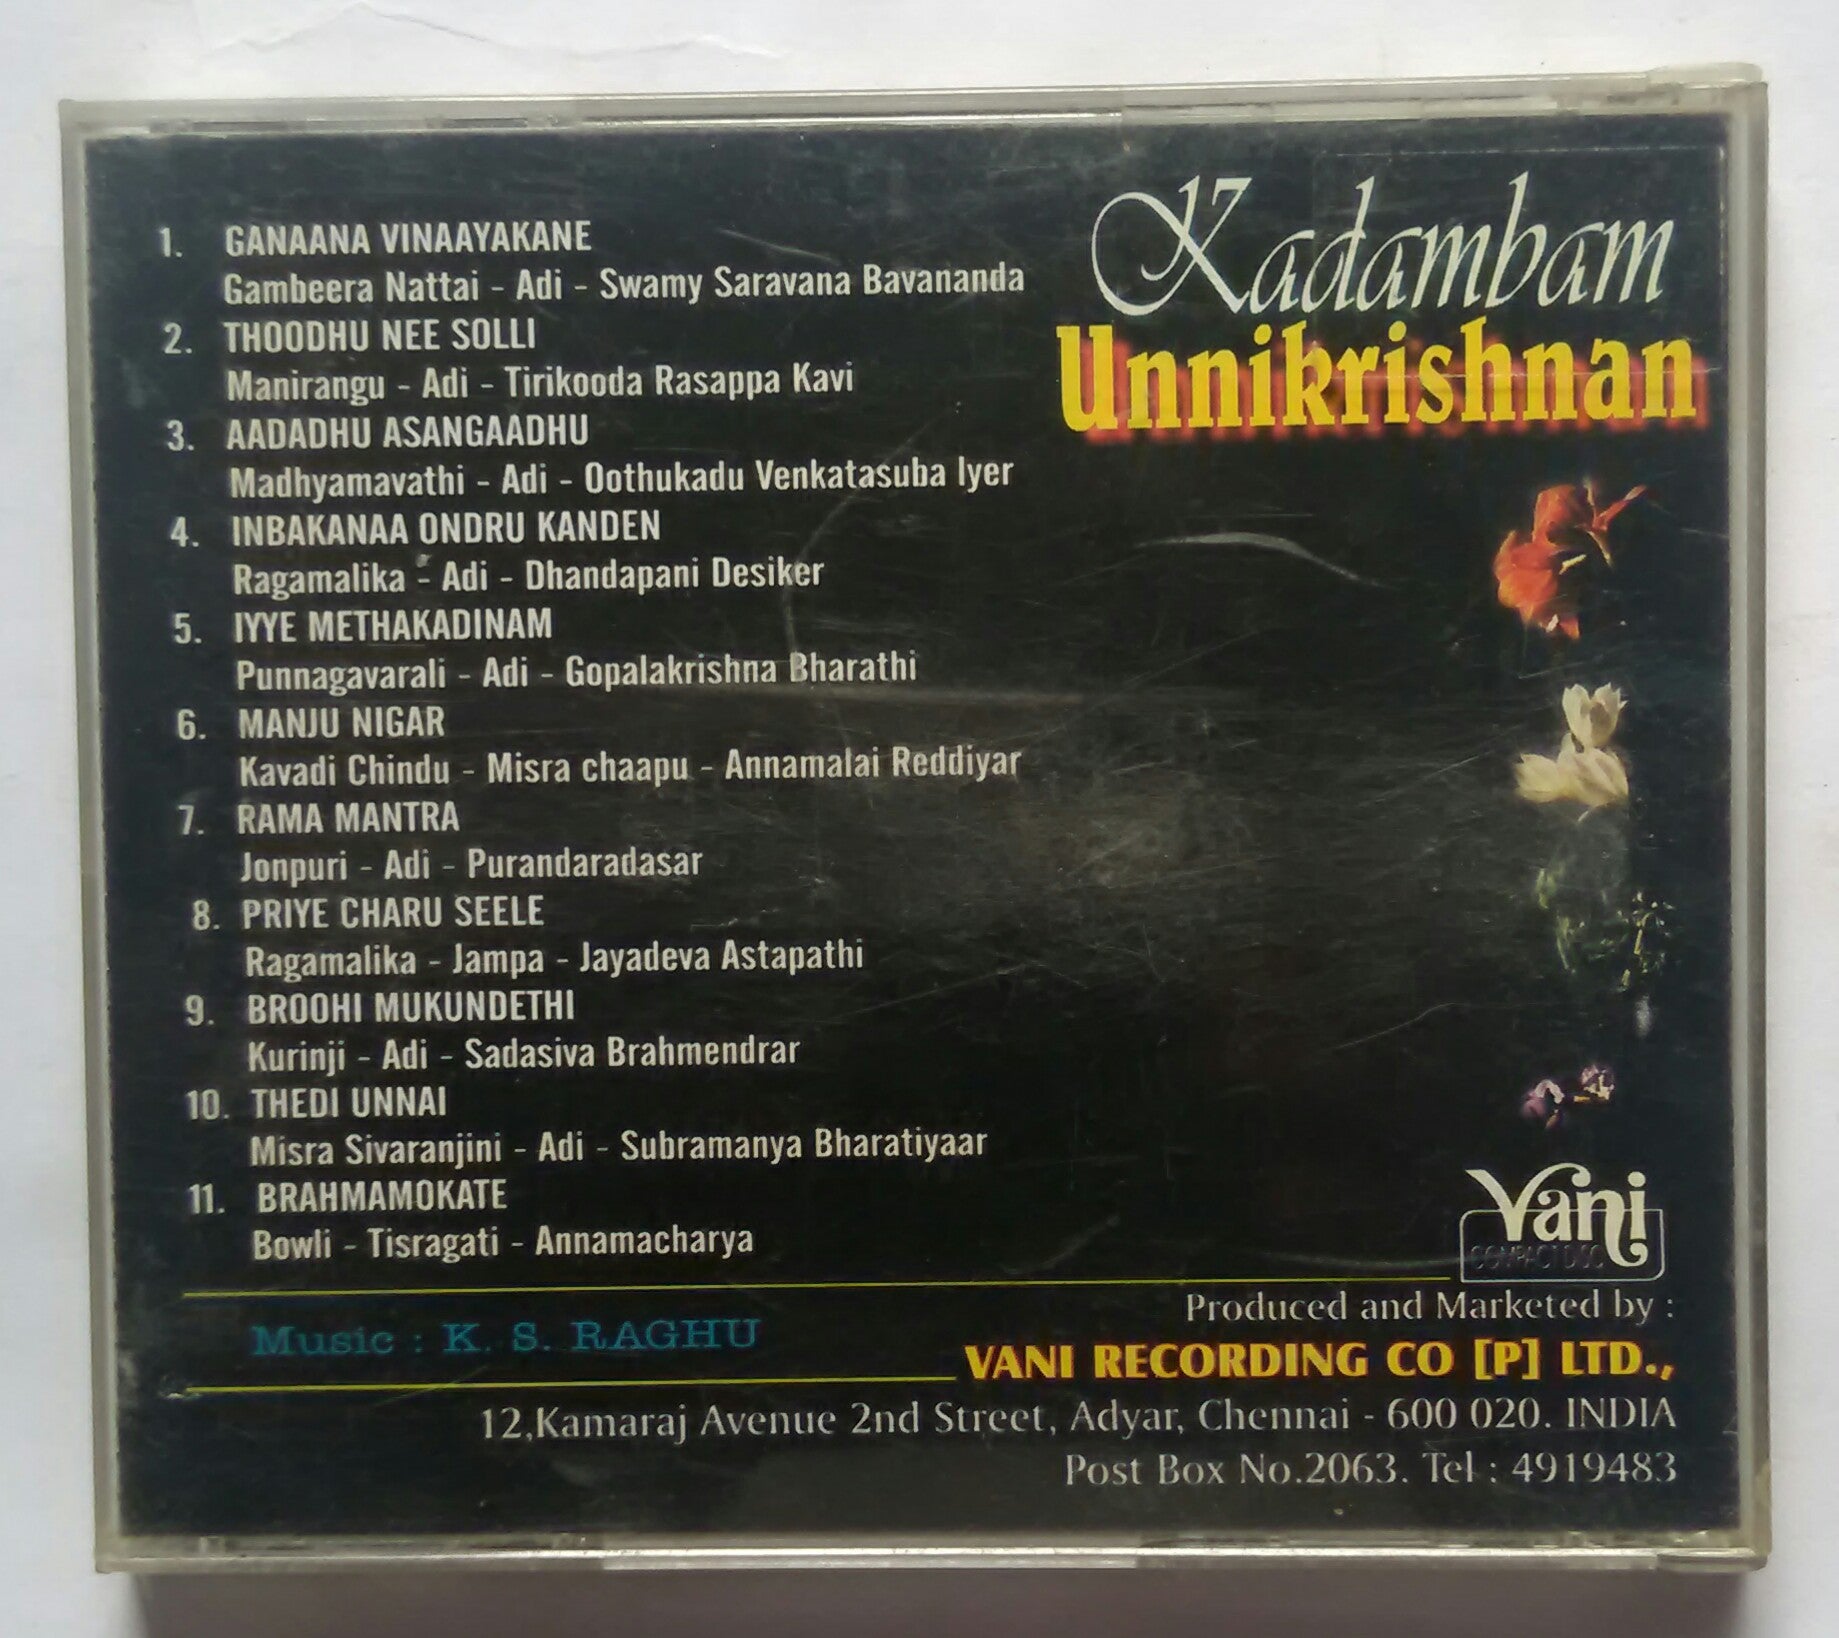 Kadambam
Unnikrishnan
1. GANAANA VINAAYAKANE
Gambeera Nattai - Adi - Swamy Saravana Bavananda
2. THOODHU NEE SOLLI
Manirangu - Adi - Tirikooda Rasappa Kavi
3. AADADHU ASANGAADHU
Madhyamavathi - Adi - Oothukadu Venkatasuba Iyer
4. INBAKANAA ONDRU KANDEN
Ragamalika - Adi - Dhandapani Desiker
5. IYYE METHAKADINAM
Punnagavarali - Adi - Gopalakrishna Bharathi
6. MANJU NIGAR
Kavadi Chindu - Misra chaapu - Annamalai Reddiyar
7. RAMA MANTRA
Jonpuri - Adi - Purandaradasar
8. PRIYE CHARU SEELE
Ragamalika - Jampa - Jayadeva Astapathi
9. BROOHI MUKUNDETHI
Kurinji - Adi - Sadasiva Brahmendrar
10. THEDI UNNAI
Misra Sivaranjini - Adi - Subramanya Bharatiyaar
11. BRAHMAMOKATE
Bowli - Tisragati - Annamacharya
Music : K. S. RAGHU
Vani
COMPACT DISC
Produced and Marketed by :
VANI RECORDING CO [P] LTD.,
12,Kamaraj Avenue 2nd Street, Adyar, Chennai - 600 020. INDIA
Post Box No.2063. Tel : 4919483